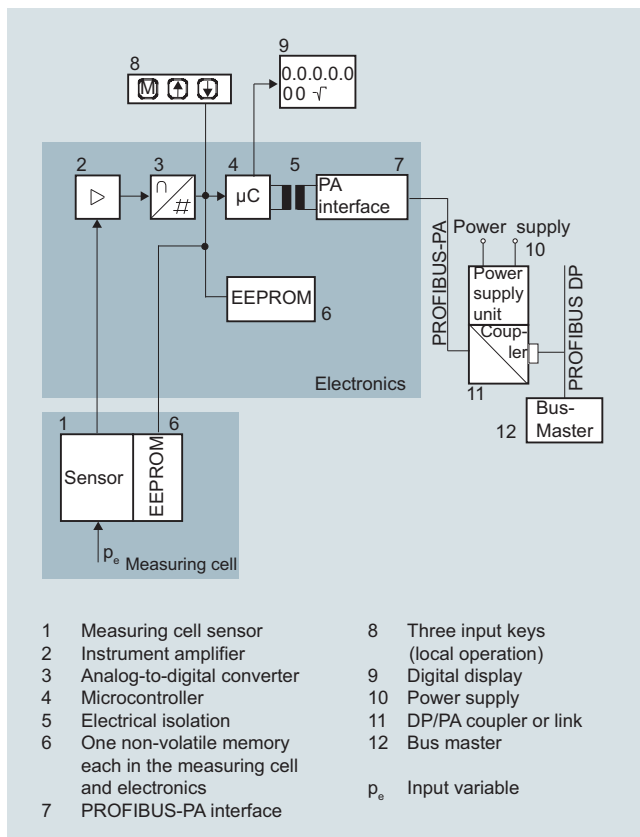 8
9
M
0.0.0.0.0
00 √
2
3
4
5
7
∩
#
µC
PA
interface
EEPROM
6
Electronics
PROFIBUS-PA
Power supply
10
Power
supply
unit
Coup-
ler
11
PROFIBUS DP
12
Bus-
Master
1
6
Sensor
EEPROM
pₑ Measuring cell
1 Measuring cell sensor
2 Instrument amplifier
3 Analog-to-digital converter
4 Microcontroller
5 Electrical isolation
6 One non-volatile memory
each in the measuring cell
and electronics
7 PROFIBUS-PA interface
8 Three input keys
(local operation)
9 Digital display
10 Power supply
11 DP/PA coupler or link
12 Bus master
pₑ Input variable